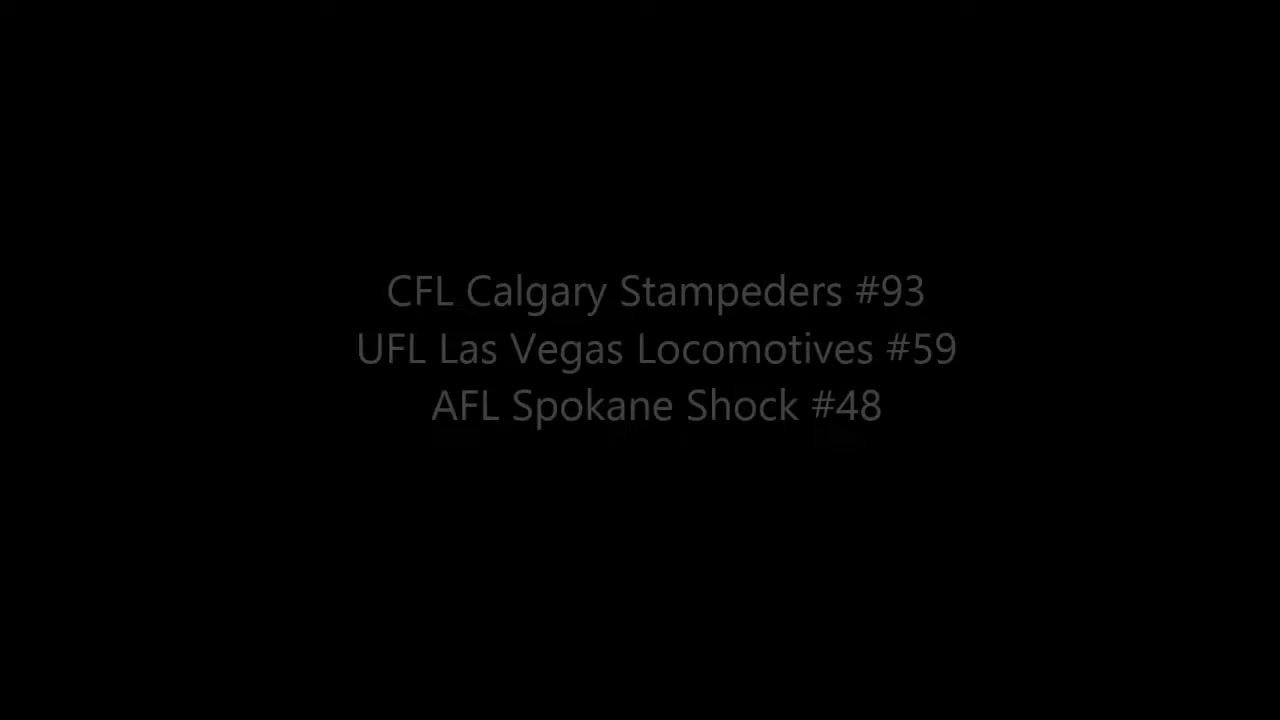 CFL Calgary Stampeders #93
UFL Las Vegas Locomotives #59
AFL Spokane Shock #48